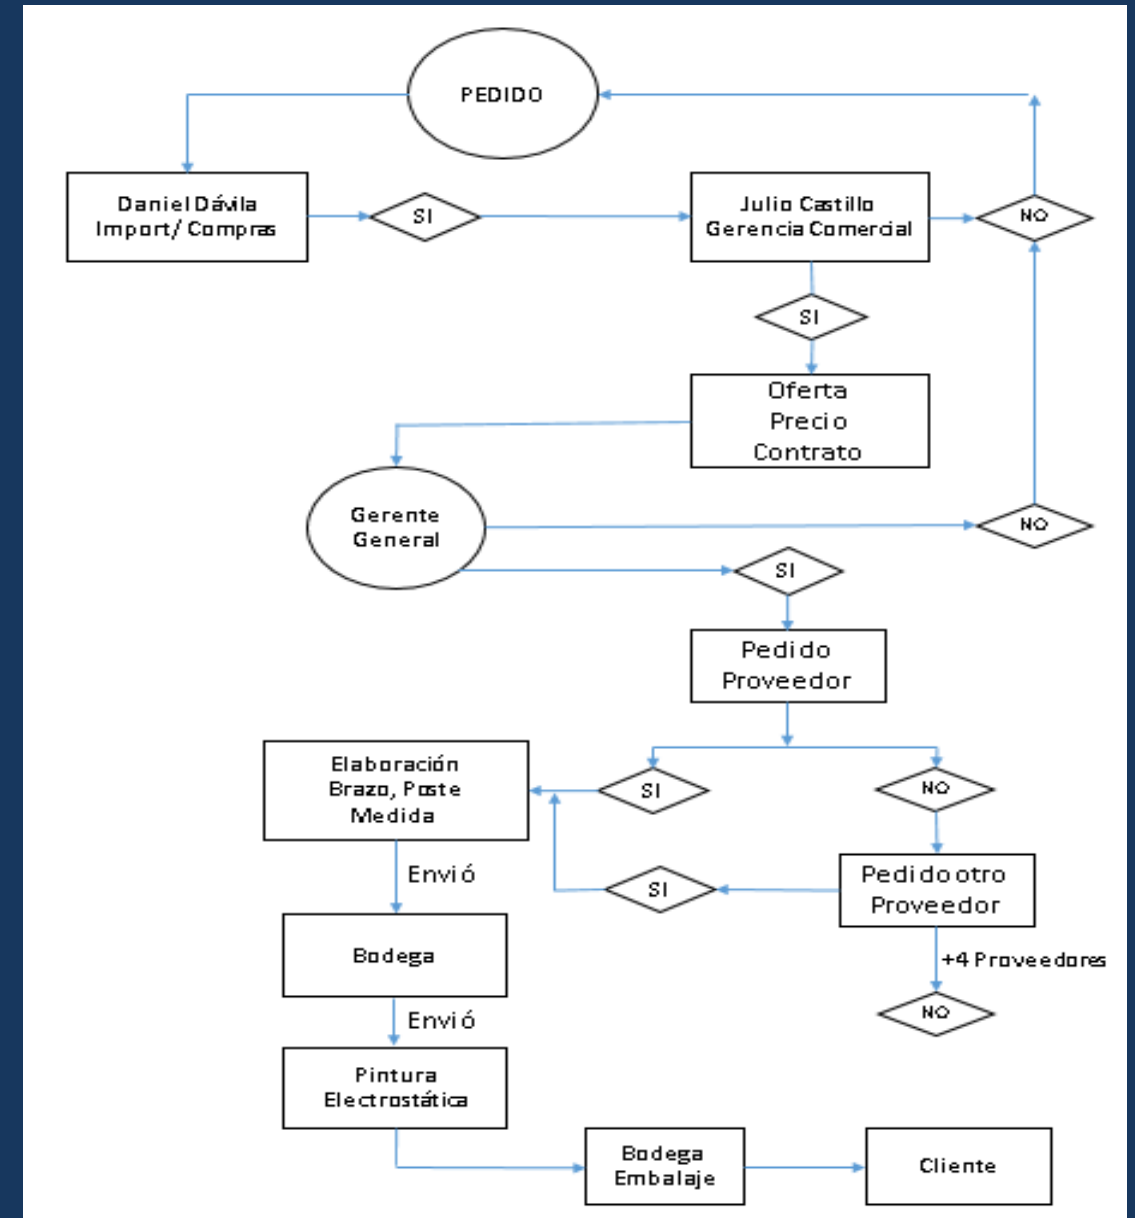 PEDIDO
Daniel Dávila
Import/ Compras
SI
Julio Castillo
Gerencia Comercial
NO
SI
Oferta
Precio
Contrato
Gerente
General
NO
SI
Pedido
Proveedor
Elaboración
Brazo, Poste
Medida
SI
NO
Envió
SI
Pedido otro
Proveedor
Bodega
+4 Proveedores
Envió
NO
Pintura
Electrostática
Bodega
Embalaje
Cliente